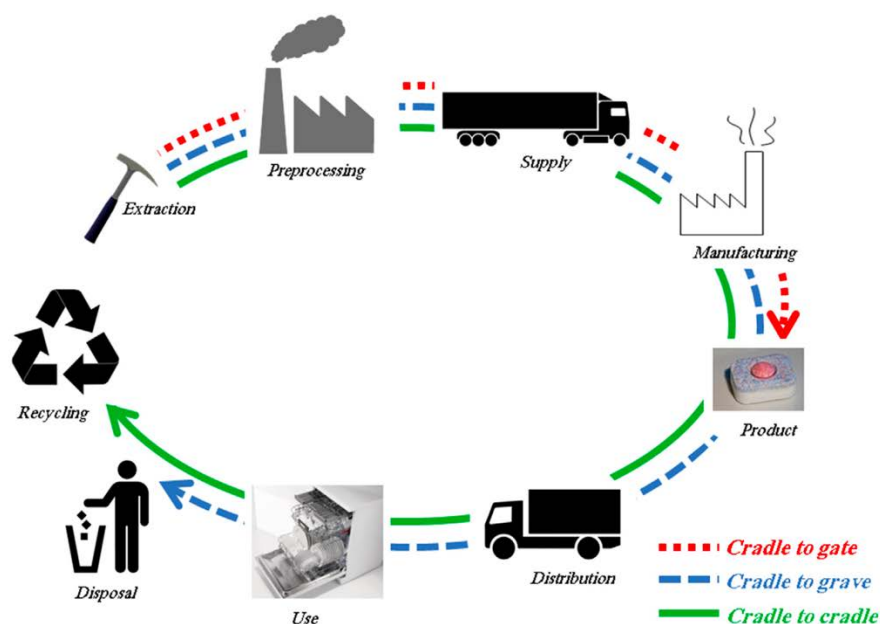 Preprocessing
Supply
Extraction
Manufacturing
Recycling
Product
Disposal
Use
Distribution
Cradle to gate
Cradle to grave
Cradle to cradle